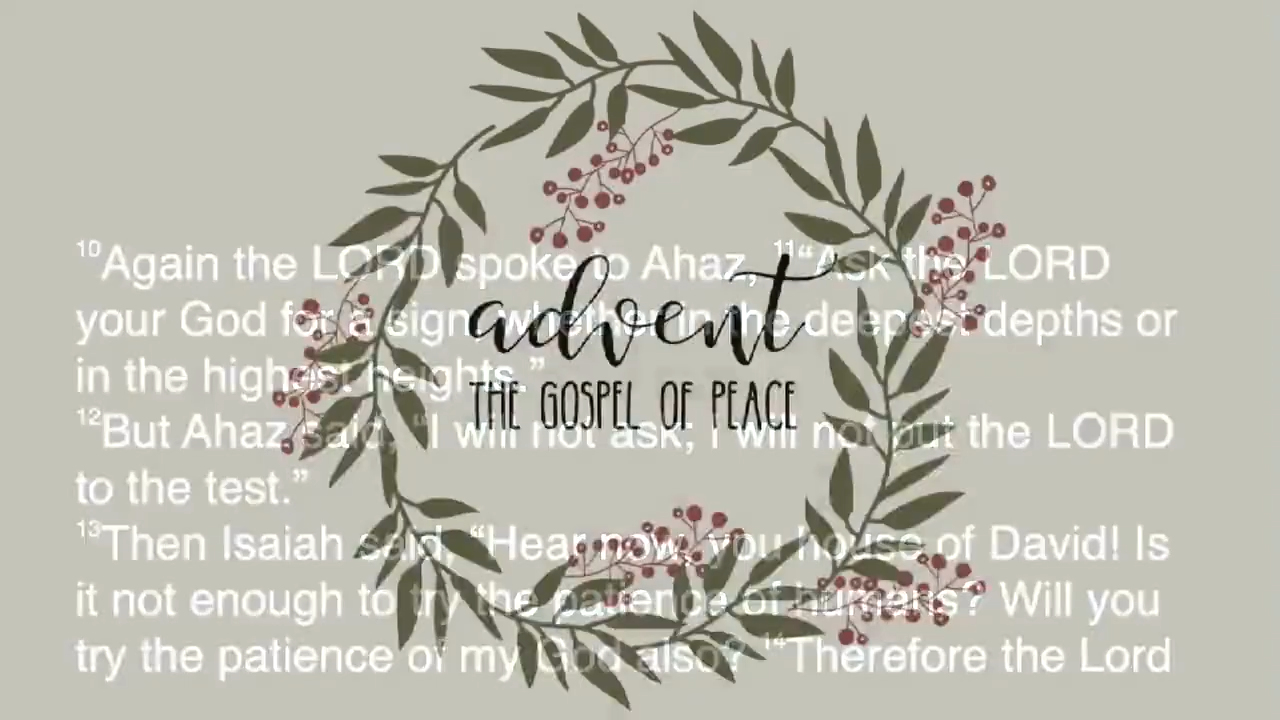 ¹⁰Again the LORD spoke to Ahaz, ¹¹“Ask the LORD
your God for a sign, whether in the deepest depths or
in the highest heights.”
¹²But Ahaz said, “I will not ask; I will not put the LORD
to the test.”
¹³Then Isaiah said, “Hear now, you house of David! Is
it not enough to try the patience of humans? Will you
try the patience of my God also? ¹⁴Therefore the Lord
advent
THE GOSPEL OF PEACE